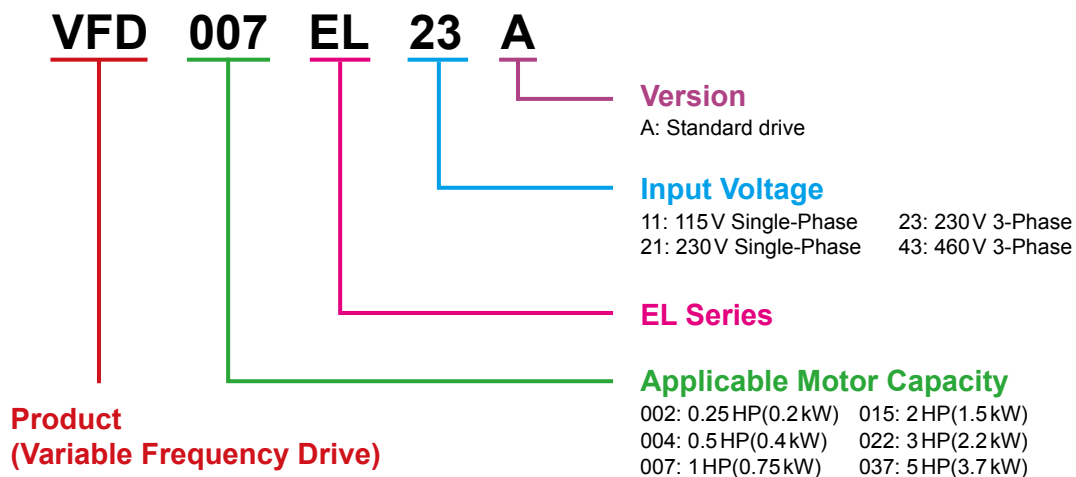 VFD 007 EL 23 A
Version
A: Standard drive
Input Voltage
11: 115V Single-Phase 23: 230V 3-Phase
21: 230V Single-Phase 43: 460V 3-Phase
EL Series
Applicable Motor Capacity
002: 0.25HP(0.2kW) 015: 2HP(1.5kW)
004: 0.5HP(0.4kW) 022: 3HP(2.2kW)
007: 1HP(0.75kW) 037: 5HP(3.7kW)
Product
(Variable Frequency Drive)